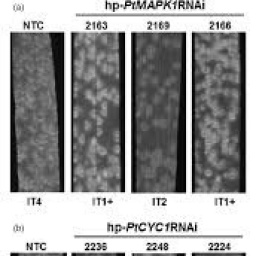 (a)
hp-PtMAPK1RNAi
NTC 2163 2169 2166
IT4 IT1+ IT2 IT1+
(b)
hp-PtCYC1RNAi
NTC 2236 2248 2224